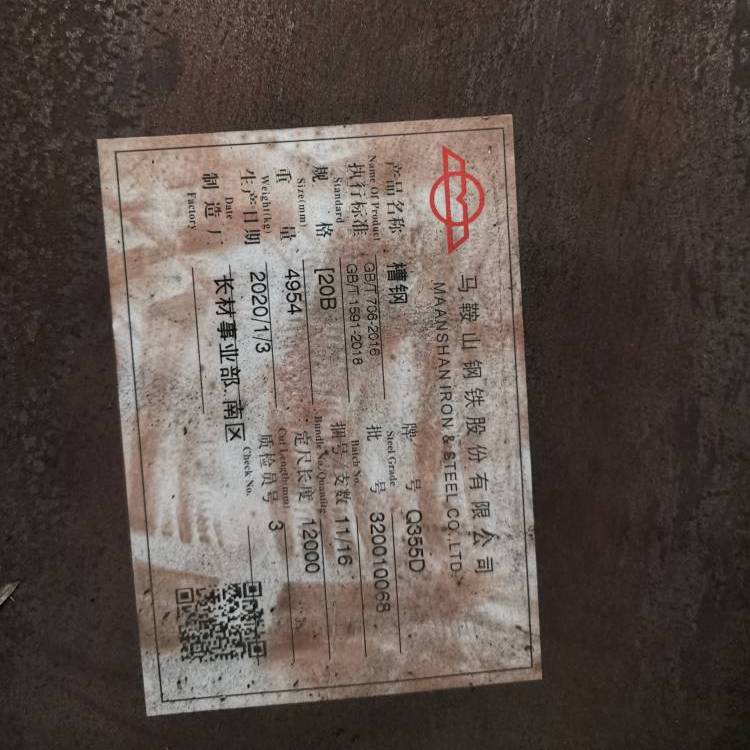 马鞍山钢铁股份有限公司
MAANSHAN IRON & STEEL CO.,LTD.
产品名称 槽钢 牌号 Q355D
Name Of Product Steel Grade
执行标准 GB/T 706-2016 GB/T 1591-2018 批号 320010068
Standard Batch No.
规格 [20B 捆号/支数 11/16
Size(mm) Bundle No.
重量 4954 定尺长度 12000
Weight(kg) Cut Length(mm)
生产日期 2020/1/3 质检员号 3
Date Check No.
制造厂 长材事业部.南区
Factory